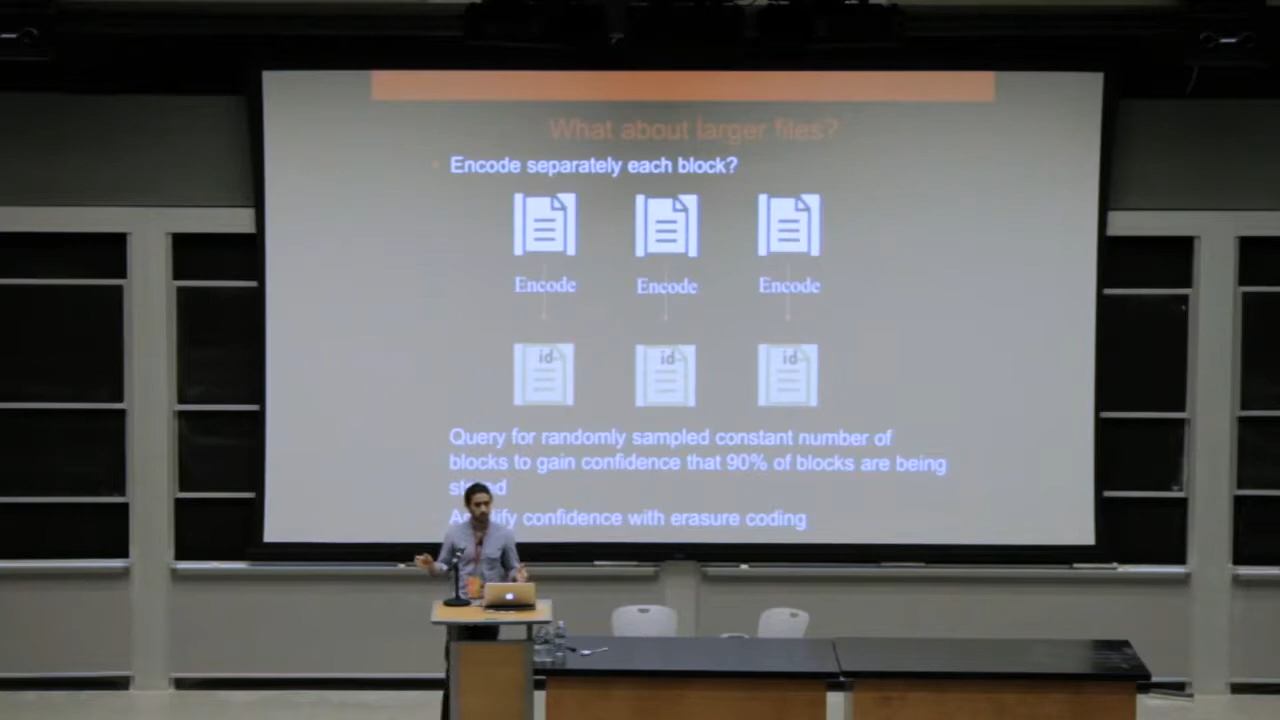 What about larger files?
Encode separately each block?
Encode Encode Encode
id id id
Query for randomly sampled constant number of
blocks to gain confidence that 90% of blocks are being
confidence with erasure coding